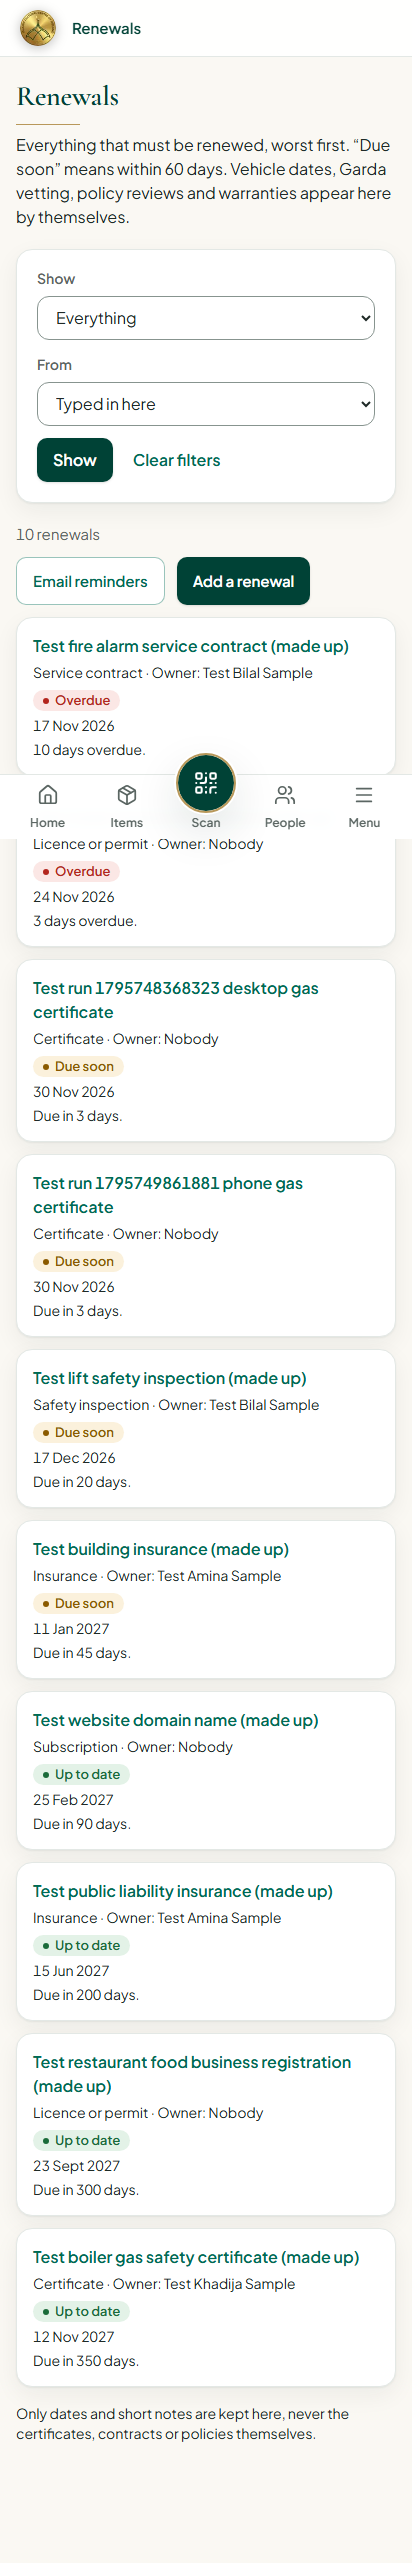 Renewals
Renewals
Everything that must be renewed, worst first. “Due
soon” means within 60 days. Vehicle dates, Garda
vetting, policy reviews and warranties appear here
by themselves.
Show
Everything
From
Typed in here
Show
Clear filters
10 renewals
Email reminders
Add a renewal
Test fire alarm service contract (made up)
Service contract · Owner: Test Bilal Sample
Overdue
17 Nov 2026
10 days overdue.
Home
Items
Scan
People
Menu
Licence or permit · Owner: Nobody
Overdue
24 Nov 2026
3 days overdue.
Test run 1795748368323 desktop gas
certificate
Certificate · Owner: Nobody
Due soon
30 Nov 2026
Due in 3 days.
Test run 1795749861881 phone gas
certificate
Certificate · Owner: Nobody
Due soon
30 Nov 2026
Due in 3 days.
Test lift safety inspection (made up)
Safety inspection · Owner: Test Bilal Sample
Due soon
17 Dec 2026
Due in 20 days.
Test building insurance (made up)
Insurance · Owner: Test Amina Sample
Due soon
11 Jan 2027
Due in 45 days.
Test website domain name (made up)
Subscription · Owner: Nobody
Up to date
25 Feb 2027
Due in 90 days.
Test public liability insurance (made up)
Insurance · Owner: Test Amina Sample
Up to date
15 Jun 2027
Due in 200 days.
Test restaurant food business registration
(made up)
Licence or permit · Owner: Nobody
Up to date
23 Sept 2027
Due in 300 days.
Test boiler gas safety certificate (made up)
Certificate · Owner: Test Khadija Sample
Up to date
12 Nov 2027
Due in 350 days.
Only dates and short notes are kept here, never the
certificates, contracts or policies themselves.